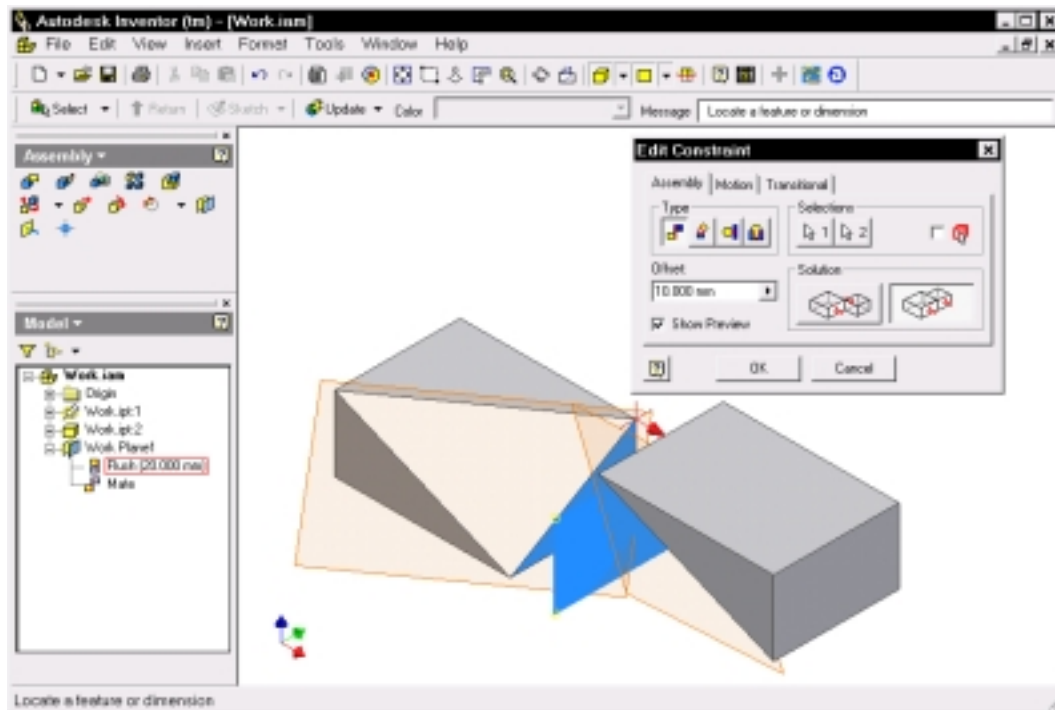 Autodesk Inventor (tm) - [Work.iam]
File Edit View Insert Format Tools Window Help
Select Return Sketch Update Color Message Locate a feature or dimension
Assembly
Model
Work.iam
Origin
Work.ipt:1
Work.ipt:2
Work Plane1
Flush (20.000 mm)
Mate
Edit Constraint
Assembly Motion Transitional
Type Selections
1 2
Offset Solution
10.000 mm
Show Preview
OK Cancel
Locate a feature or dimension